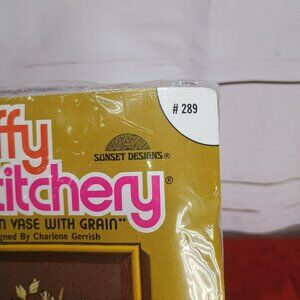 # 289
ffy
SUNSET DESIGNS®
titchery®
N VASE WITH GRAIN"
gned By Charlene Gerrish